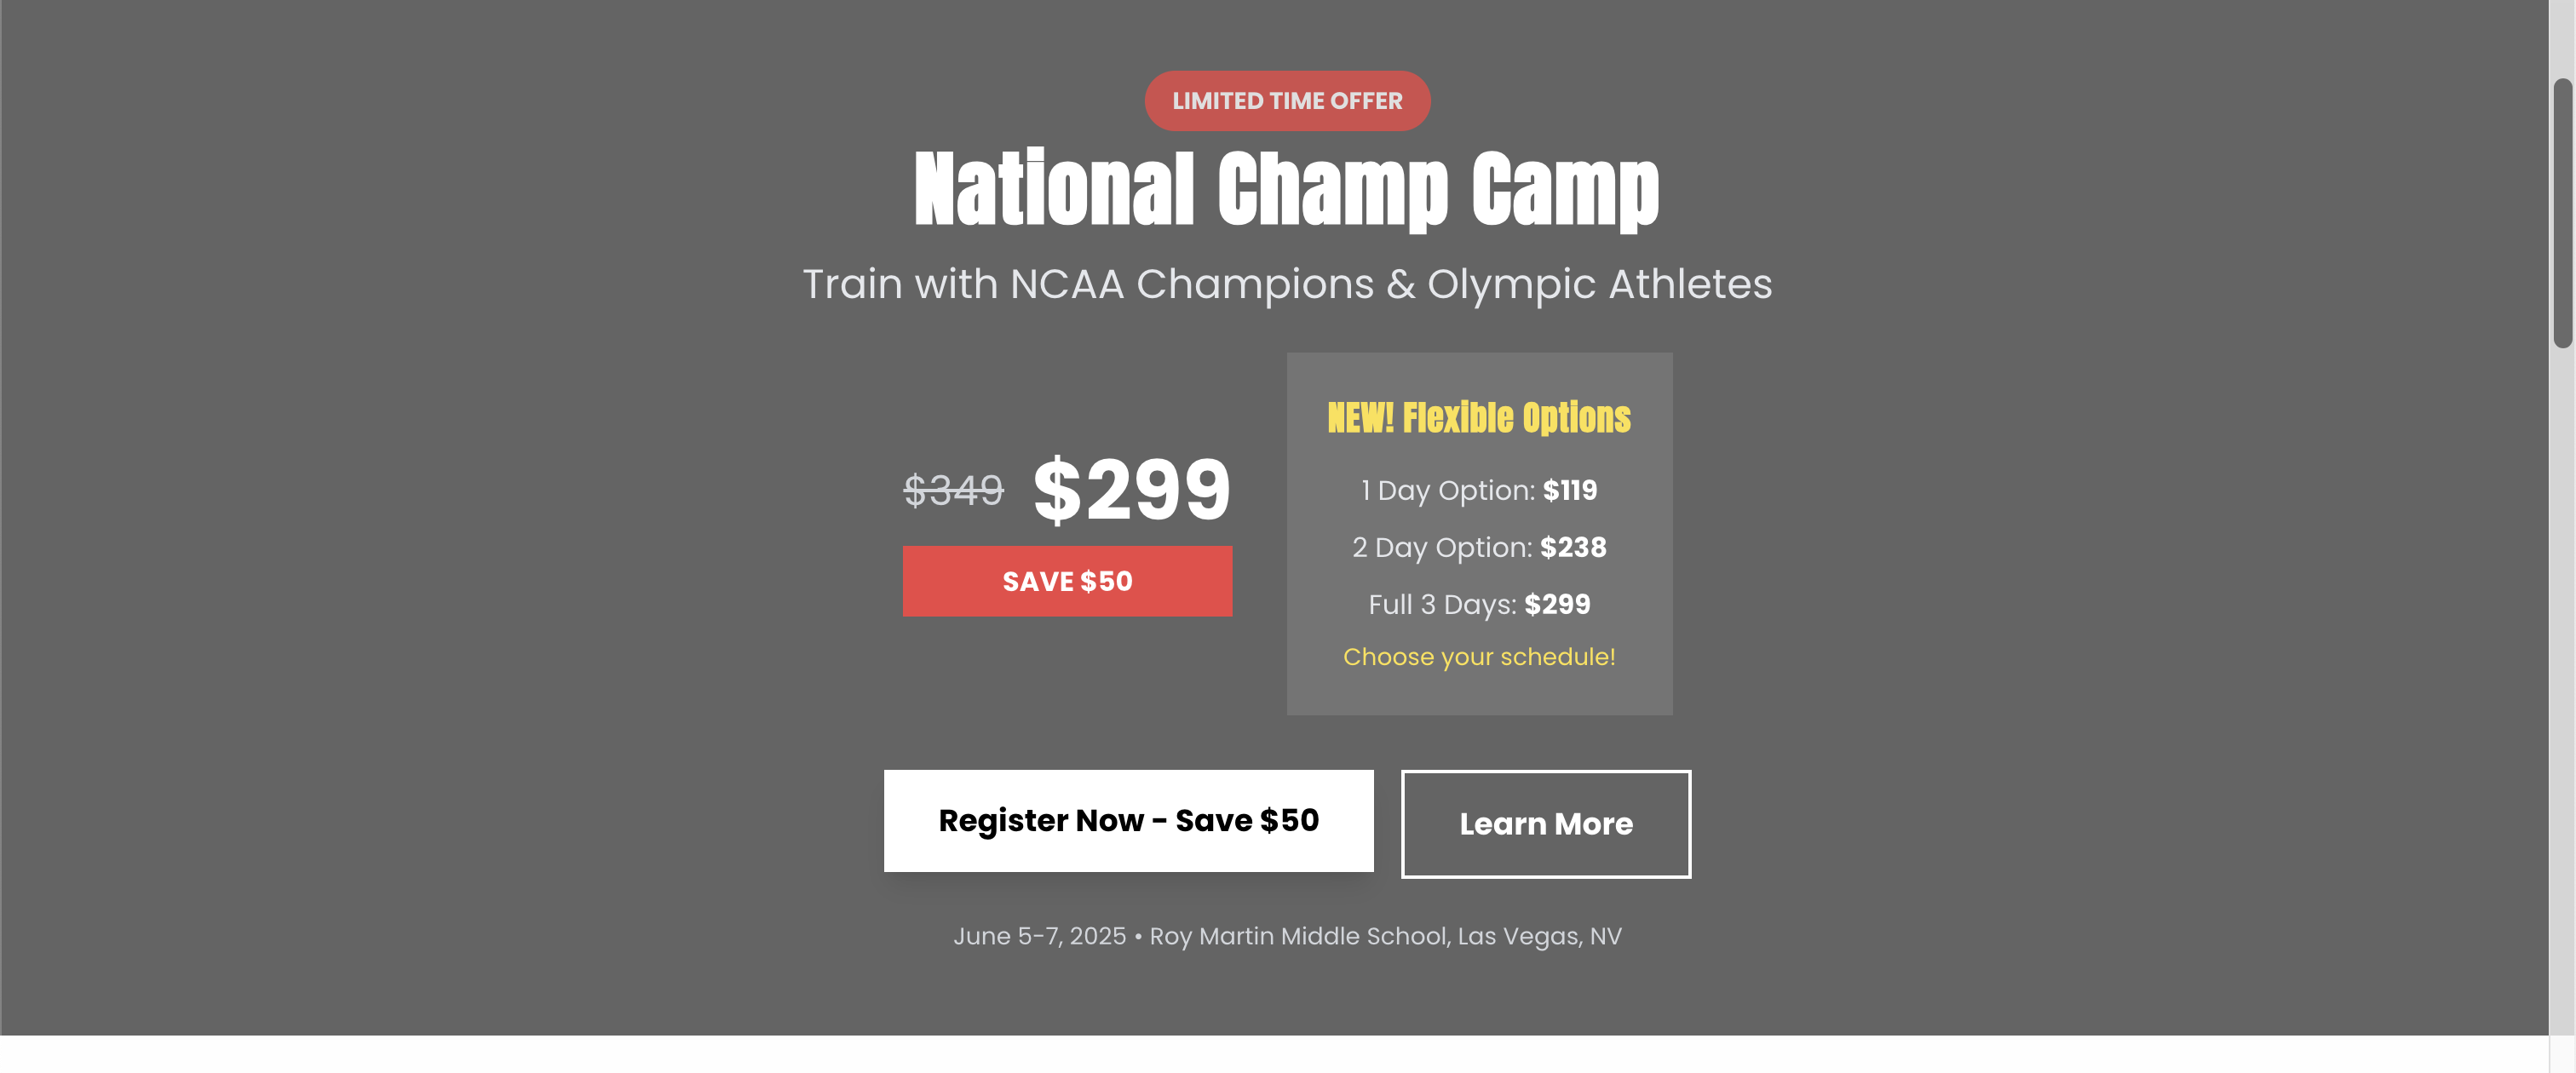 LIMITED TIME OFFER
National Champ Camp
Train with NCAA Champions & Olympic Athletes
$349 $299
SAVE $50
NEW! Flexible Options
1 Day Option: $119
2 Day Option: $238
Full 3 Days: $299
Choose your schedule!
Register Now - Save $50
Learn More
June 5-7, 2025 • Roy Martin Middle School, Las Vegas, NV